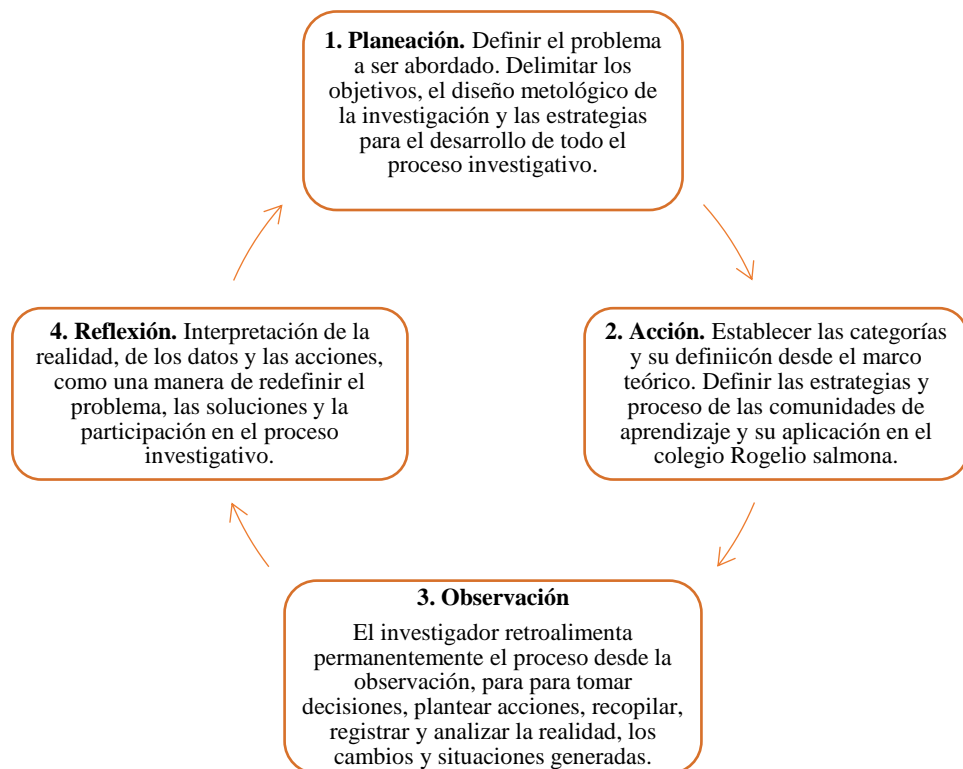 1. Planeación. Definir el problema
a ser abordado. Delimitar los
objetivos, el diseño metológico de
la investigación y las estrategias
para el desarrollo de todo el
proceso investigativo.
2. Acción. Establecer las categorías
y su definiicón desde el marco
teórico. Definir las estrategias y
proceso de las comunidades de
aprendizaje y su aplicación en el
colegio Rogelio salmona.
3. Observación
El investigador retroalimenta
permanentemente el proceso desde la
observación, para para tomar
decisiones, plantear acciones, recopilar,
registrar y analizar la realidad, los
cambios y situaciones generadas.
4. Reflexión. Interpretación de la
realidad, de los datos y las acciones,
como una manera de redefinir el
problema, las soluciones y la
participación en el proceso
investigativo.